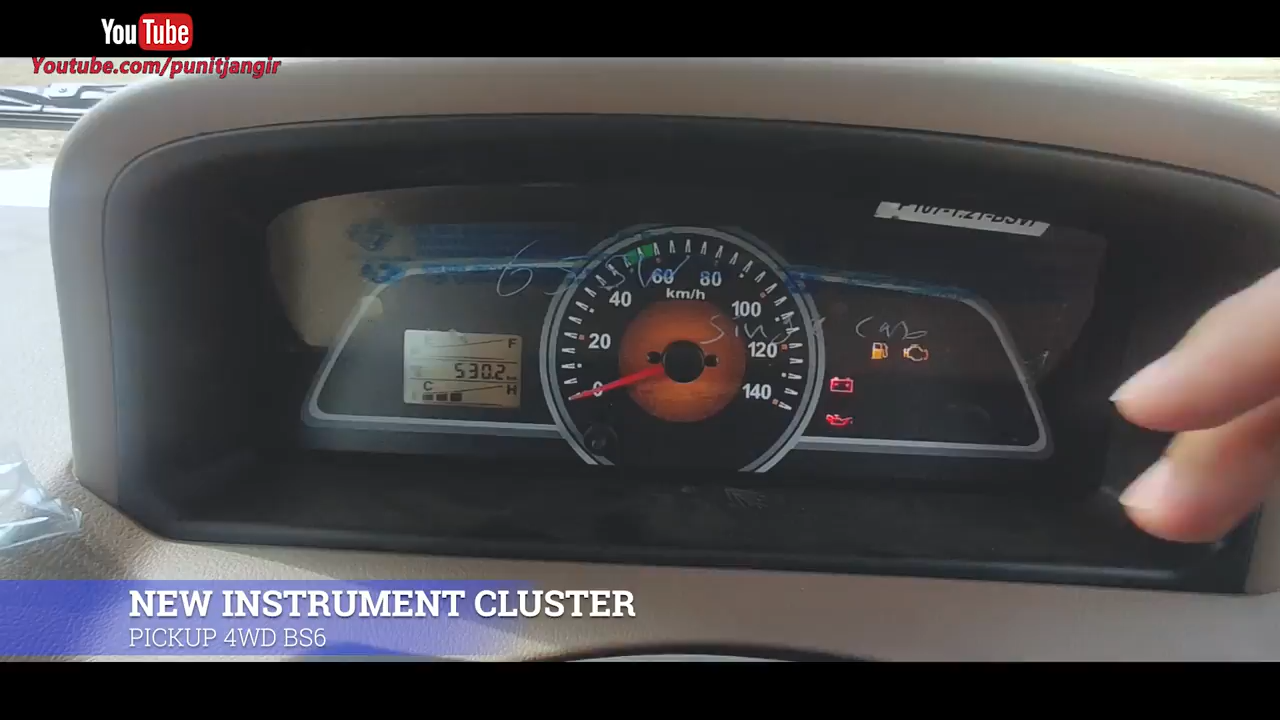 YouTube
Youtube.com/punitjangir
60 80
40 km/h 100
20 120
0 140
F
530.2 km
C H
NEW INSTRUMENT CLUSTER
PICKUP 4WD BS6